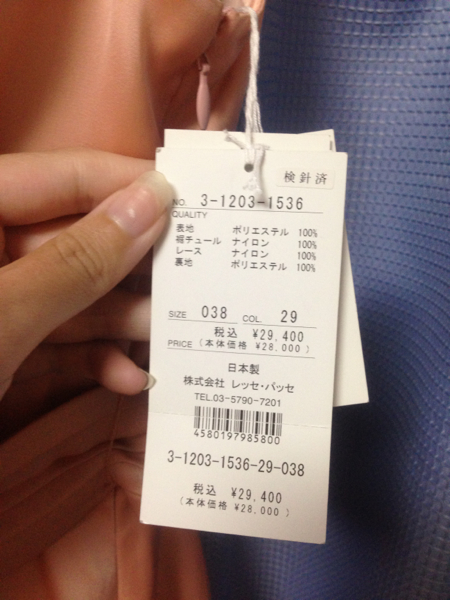 検針済
NO. 3-1203-1536
QUALITY
表地 ポリエステル 100%
裾チュール ナイロン 100%
レース ナイロン 100%
裏地 ポリエステル 100%
SIZE 038 COL. 29
税込 ¥29,400
PRICE (本体価格 ¥28,000 )
日本製
株式会社 レッセ・パッセ
TEL.03-5790-7201
4580197985800
3-1203-1536-29-038
税込 ¥29,400
(本体価格 ¥28,000 )